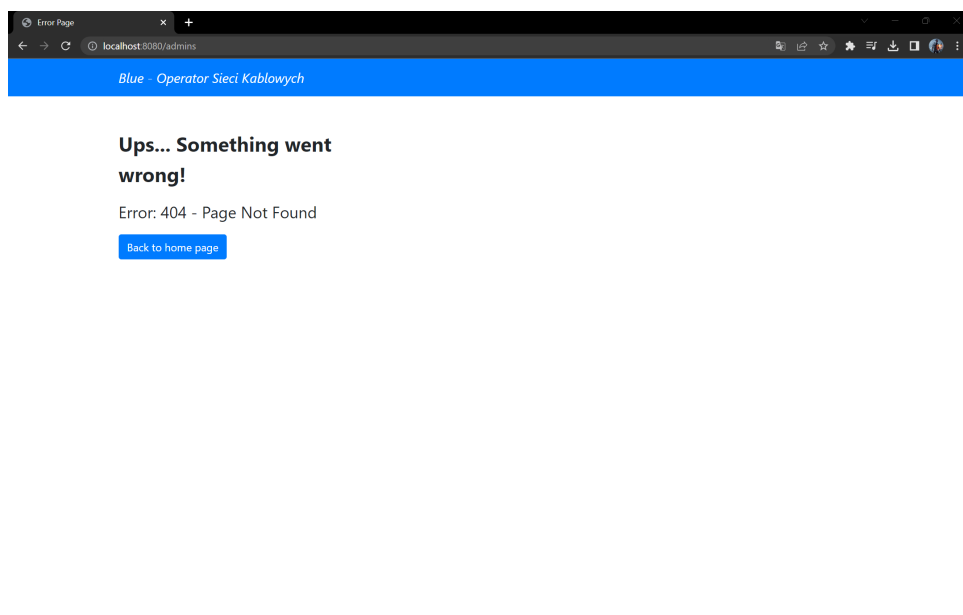 Error Page
localhost:8080/admins
Blue - Operator Sieci Kablowych
Ups... Something went
wrong!
Error: 404 - Page Not Found
Back to home page